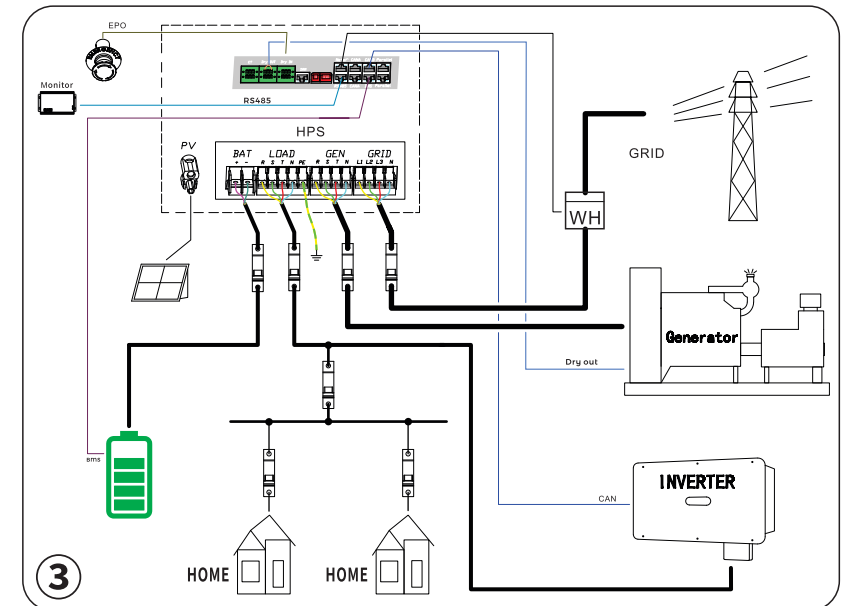 EPO
Monitor
RS485
HPS
PV
BAT LOAD GEN GRID
+ - R S T N PE R S T N L1 L2 L3 N
GRID
WH
Generator
Dry out
BMS
INVERTER
CAN
HOME HOME
3